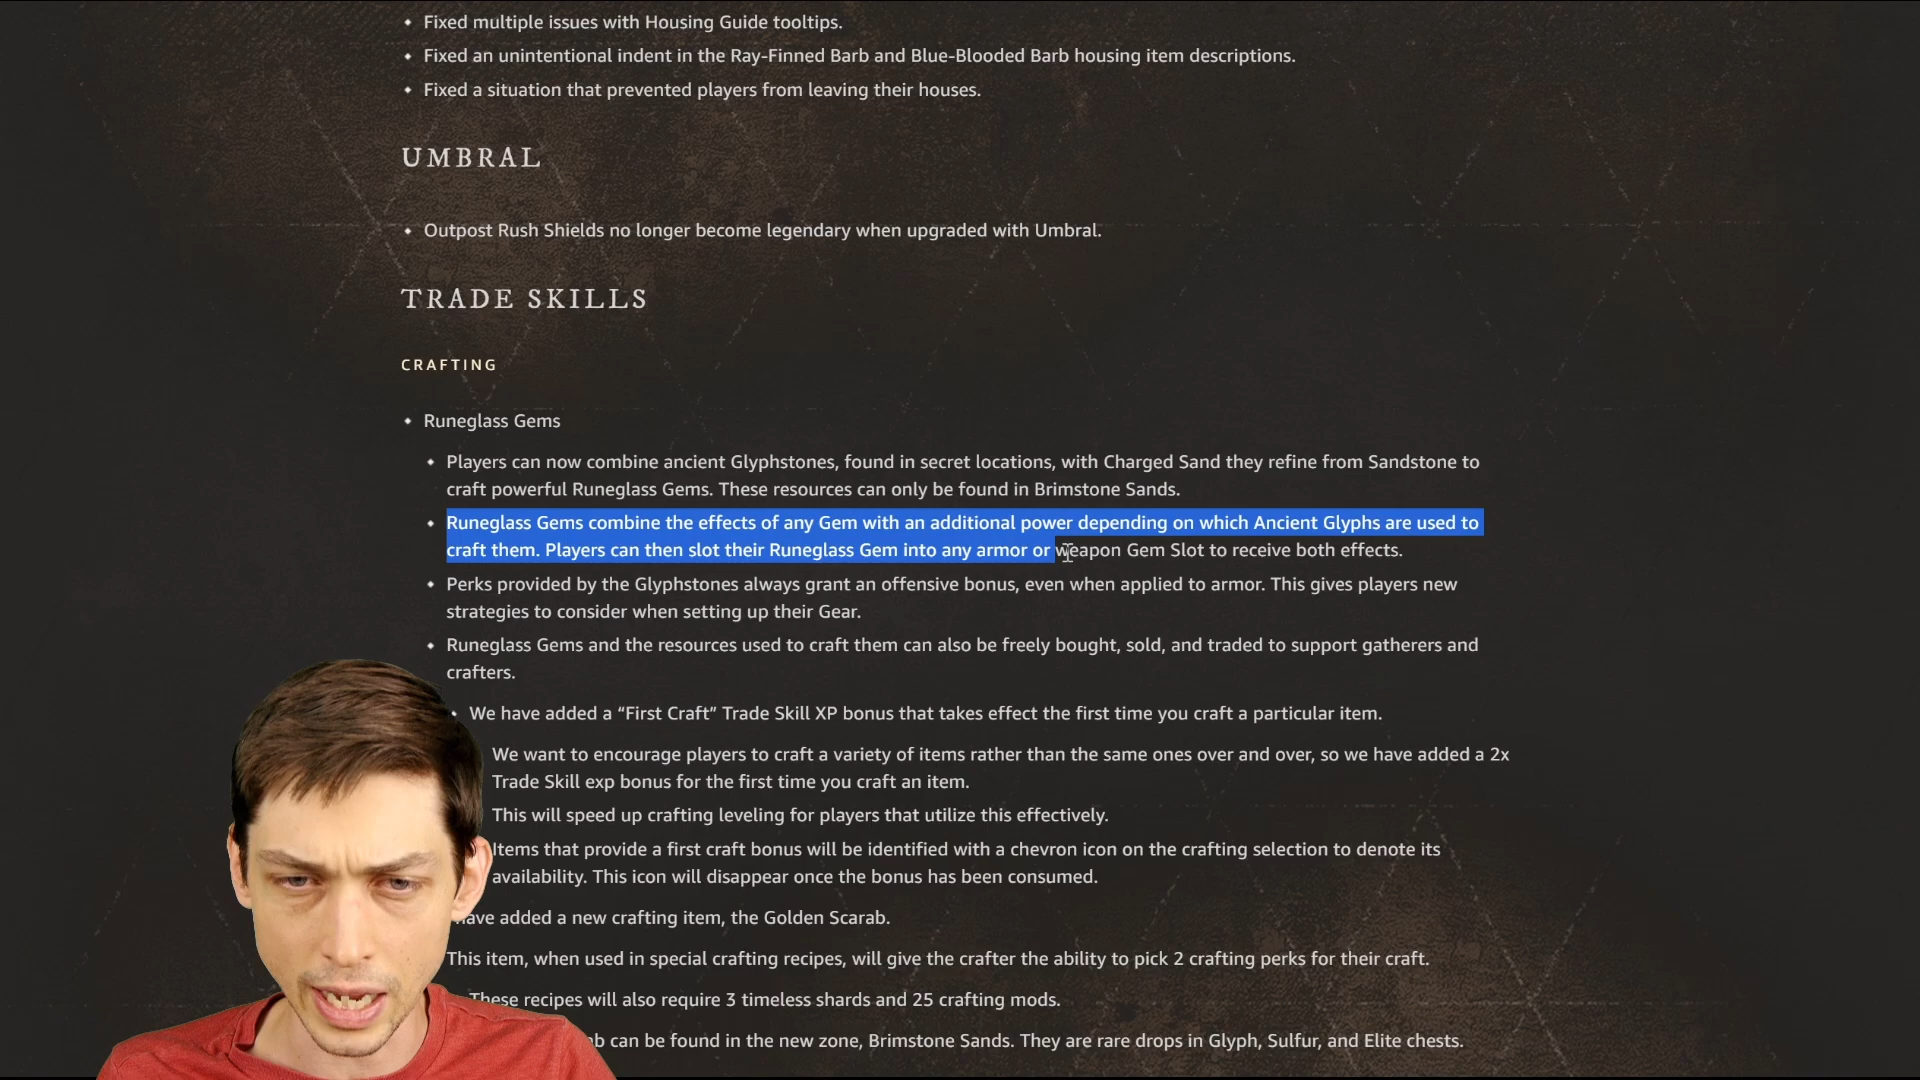 Fixed multiple issues with Housing Guide tooltips.
Fixed an unintentional indent in the Ray-Finned Barb and Blue-Blooded Barb housing item descriptions.
Fixed a situation that prevented players from leaving their houses.
UMBRAL
Outpost Rush Shields no longer become legendary when upgraded with Umbral.
TRADE SKILLS
CRAFTING
Runeglass Gems
Players can now combine ancient Glyphstones, found in secret locations, with Charged Sand they refine from Sandstone to
craft powerful Runeglass Gems. These resources can only be found in Brimstone Sands.
Runeglass Gems combine the effects of any Gem with an additional power depending on which Ancient Glyphs are used to
craft them. Players can then slot their Runeglass Gem into any armor or weapon Gem Slot to receive both effects.
Perks provided by the Glyphstones always grant an offensive bonus, even when applied to armor. This gives players new
strategies to consider when setting up their Gear.
Runeglass Gems and the resources used to craft them can also be freely bought, sold, and traded to support gatherers and
crafters.
We have added a “First Craft” Trade Skill XP bonus that takes effect the first time you craft a particular item.
We want to encourage players to craft a variety of items rather than the same ones over and over, so we have added a 2x
Trade Skill exp bonus for the first time you craft an item.
This will speed up crafting leveling for players that utilize this effectively.
Items that provide a first craft bonus will be identified with a chevron icon on the crafting selection to denote its
availability. This icon will disappear once the bonus has been consumed.
have added a new crafting item, the Golden Scarab.
This item, when used in special crafting recipes, will give the crafter the ability to pick 2 crafting perks for their craft.
These recipes will also require 3 timeless shards and 25 crafting mods.
can be found in the new zone, Brimstone Sands. They are rare drops in Glyph, Sulfur, and Elite chests.